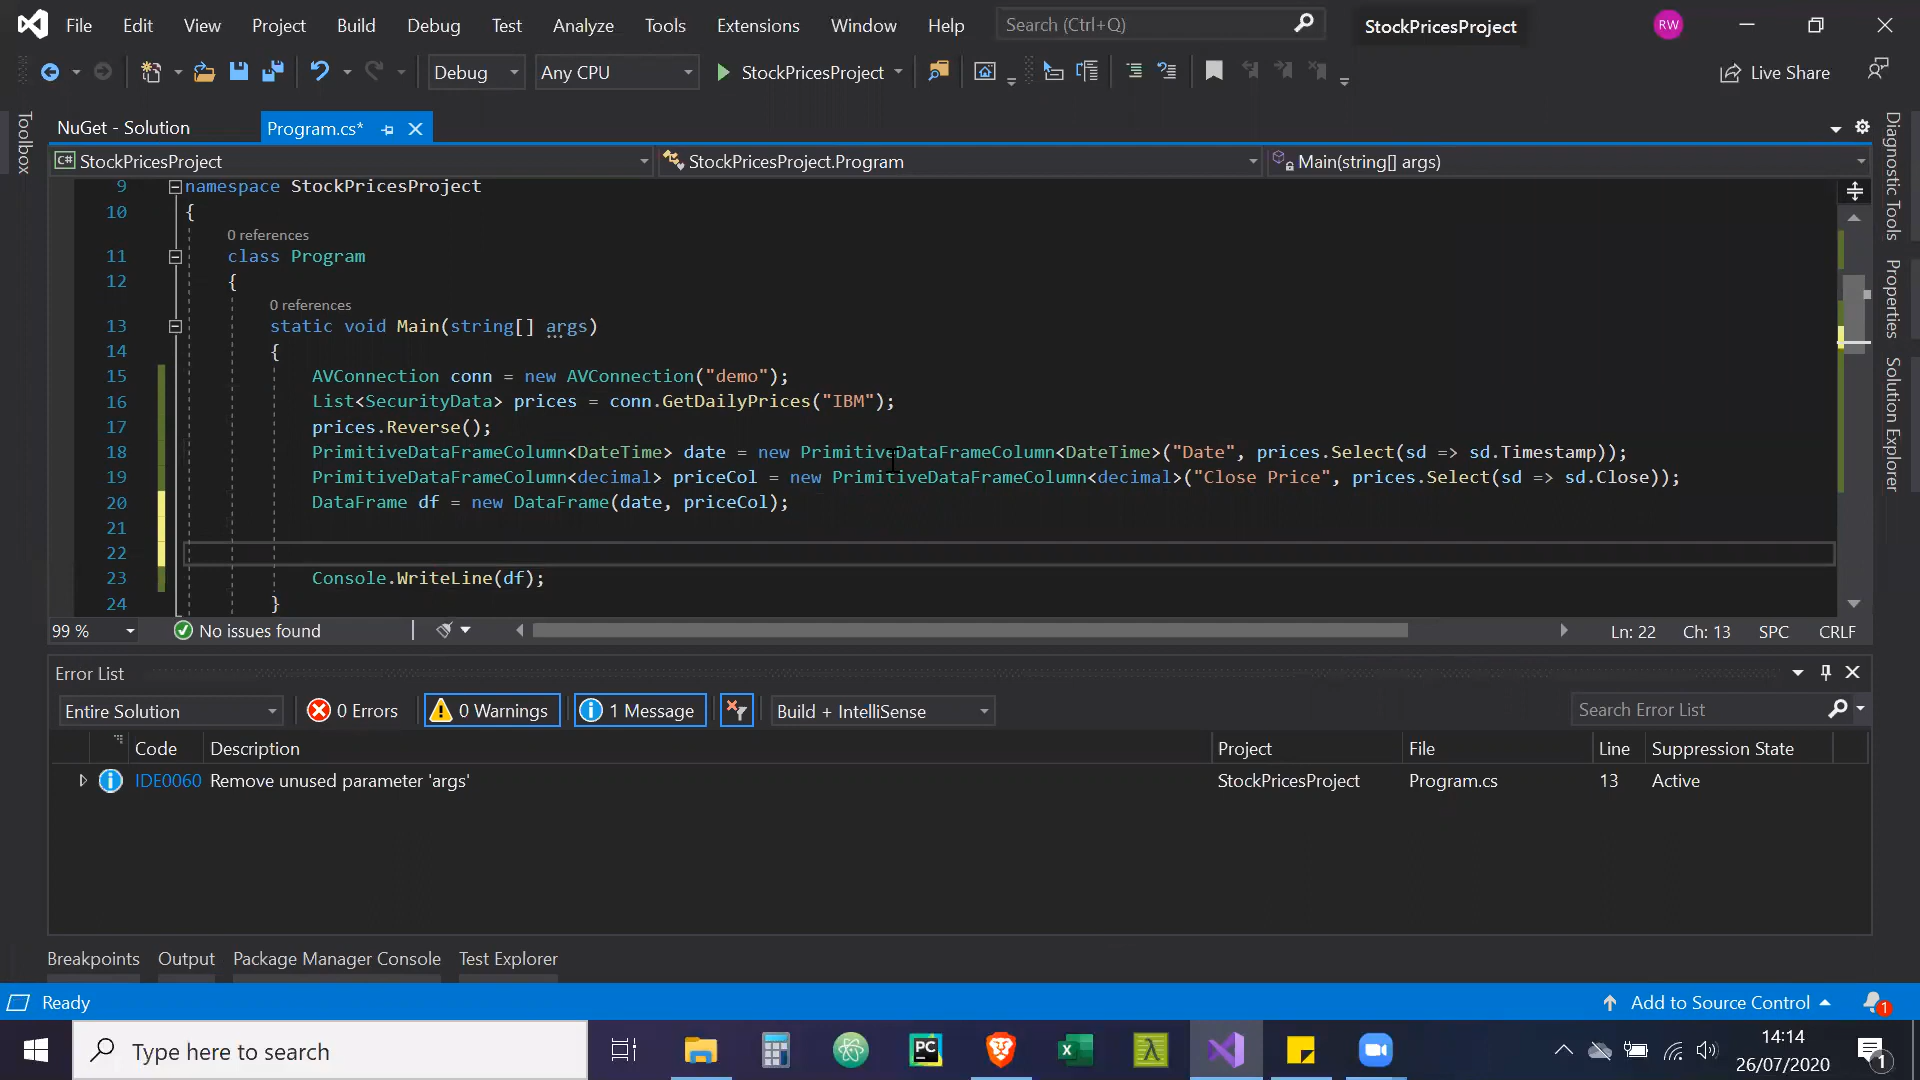 File Edit View Project Build Debug Test Analyze Tools Extensions Window Help Search (Ctrl+Q) StockPricesProject RW
Debug Any CPU StockPricesProject Live Share
NuGet - Solution Program.cs*
C# StockPricesProject StockPricesProject.Program Main(string[] args)
9 namespace StockPricesProject
10 {
0 references
11 class Program
12 {
0 references
13 static void Main(string[] args)
14 {
15 AVConnection conn = new AVConnection("demo");
16 List<SecurityData> prices = conn.GetDailyPrices("IBM");
17 prices.Reverse();
18 PrimitiveDataFrameColumn<DateTime> date = new PrimitiveDataFrameColumn<DateTime>("Date", prices.Select(sd => sd.Timestamp));
19 PrimitiveDataFrameColumn<decimal> priceCol = new PrimitiveDataFrameColumn<decimal>("Close Price", prices.Select(sd => sd.Close));
20 DataFrame df = new DataFrame(date, priceCol);
21
22
23 Console.WriteLine(df);
24 }
99 % No issues found Ln: 22 Ch: 13 SPC CRLF
Toolbox
Diagnostic Tools
Properties
Solution Explorer
Error List
Entire Solution 0 Errors 0 Warnings 1 Message Build + IntelliSense Search Error List
Code Description Project File Line Suppression State
IDE0060 Remove unused parameter 'args' StockPricesProject Program.cs 13 Active
Breakpoints Output Package Manager Console Test Explorer
Ready Add to Source Control 1
Type here to search PC 14:14
26/07/2020 1